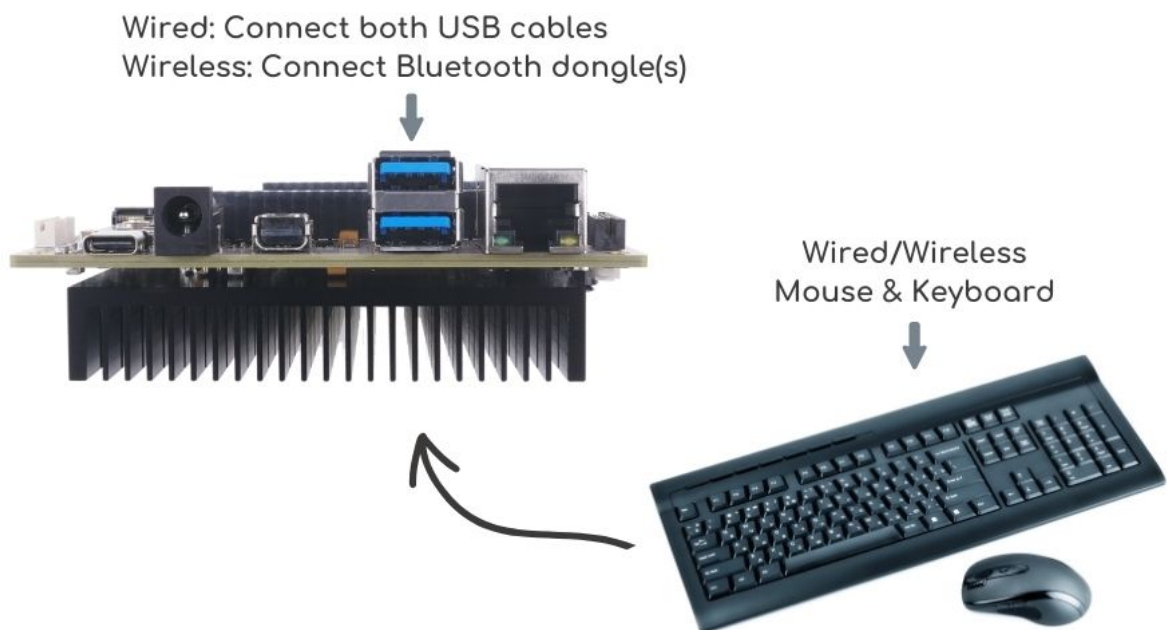 Wired: Connect both USB cables
Wireless: Connect Bluetooth dongle(s)
Wired/Wireless
Mouse & Keyboard